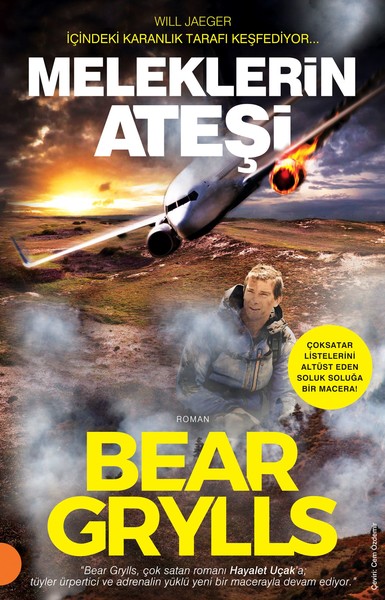 WILL JAEGER
İÇİNDEKİ KARANLIK TARAFI KEŞFEDİYOR...
MELEKLERİN
ATEŞİ
ÇOKSATAR
LİSTELERİNİ
ALTÜST EDEN
SOLUK SOLUĞA
BİR MACERA!
ROMAN
BEAR
GRYLLS
"Bear Grylls, çok satan romanı Hayalet Uçak'a,
tüyler ürpertici ve adrenalin yüklü yeni bir macerayla devam ediyor."
Çeviri: Cem Özdemir